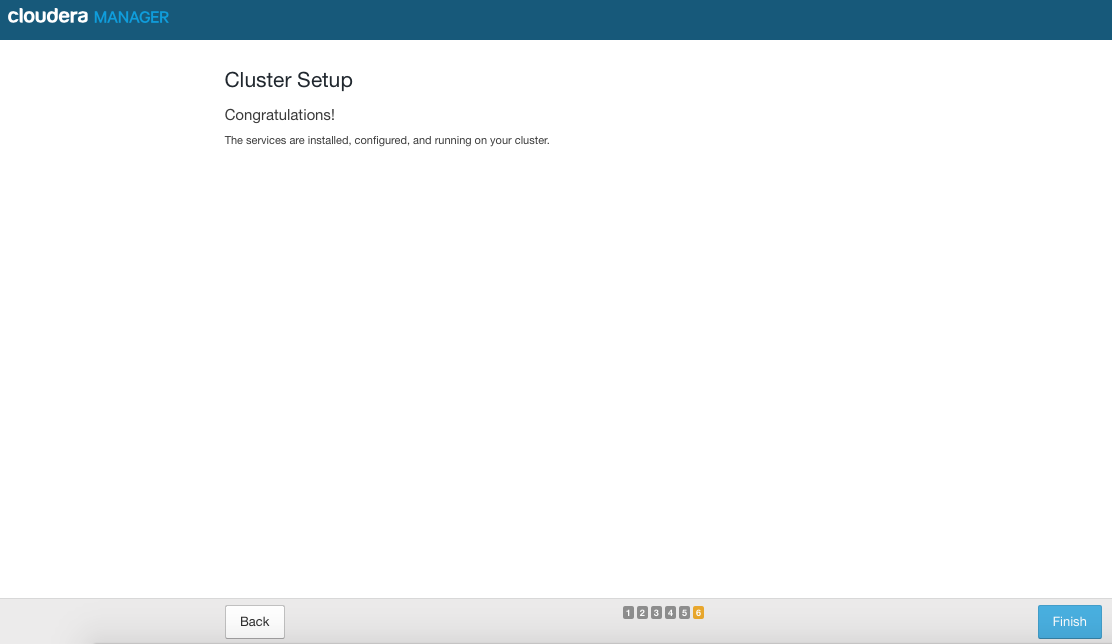 cloudera MANAGER
Cluster Setup
Congratulations!
The services are installed, configured, and running on your cluster.
Back
1 2 3 4 5 6
Finish